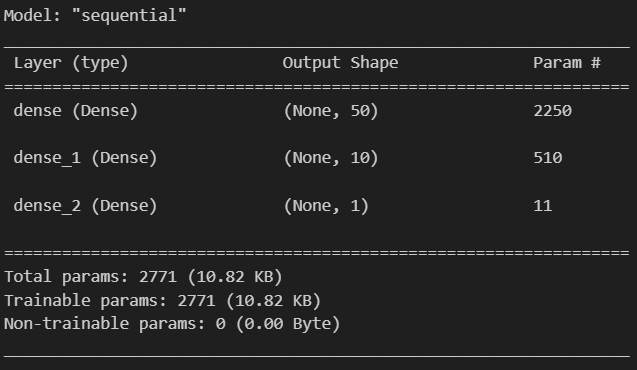 Model: "sequential"
_________________________________________________________________
Layer (type) Output Shape Param #
=================================================================
dense (Dense) (None, 50) 2250
dense_1 (Dense) (None, 10) 510
dense_2 (Dense) (None, 1) 11
=================================================================
Total params: 2771 (10.82 KB)
Trainable params: 2771 (10.82 KB)
Non-trainable params: 0 (0.00 Byte)
_________________________________________________________________